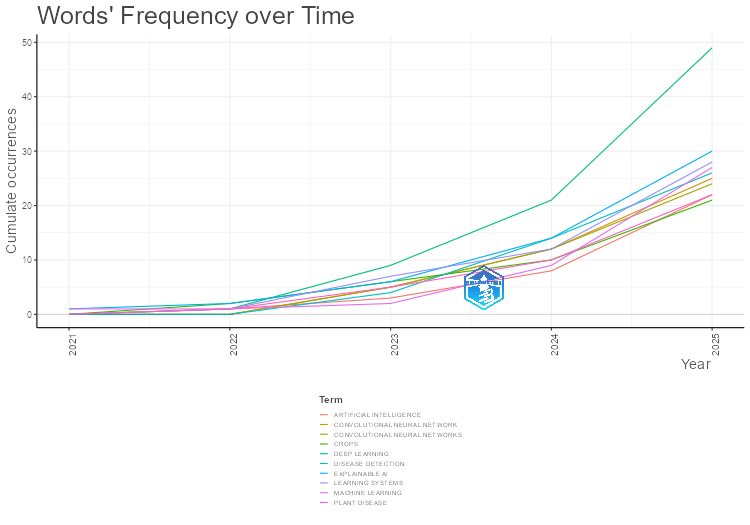 Words' Frequency over Time
Cumulate occurrences
50
40
30
20
10
0
2021
2022
2023
2024
2025
Year
Term
ARTIFICIAL INTELLIGENCE
CONVOLUTIONAL NEURAL NETWORK
CONVOLUTIONAL NEURAL NETWORKS
CROPS
DEEP LEARNING
DISEASE DETECTION
EXPLAINABLE AI
LEARNING SYSTEMS
MACHINE LEARNING
PLANT DISEASE